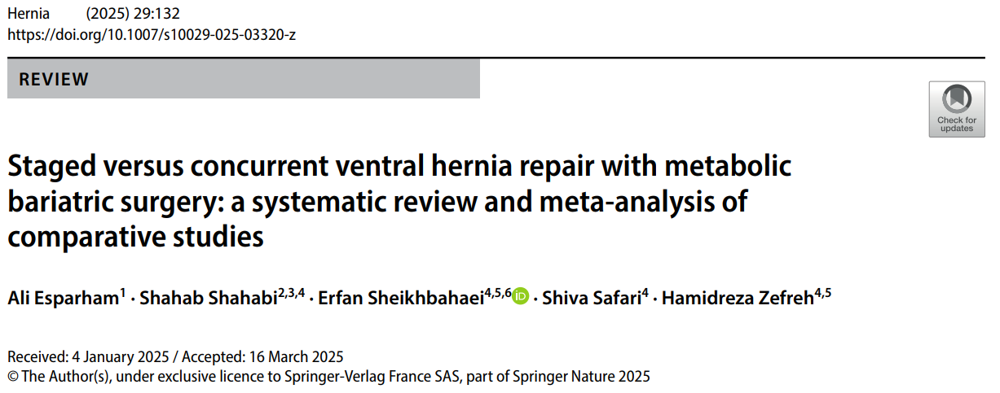 Hernia (2025) 29:132
https://doi.org/10.1007/s10029-025-03320-z
REVIEW
Check for
updates
Staged versus concurrent ventral hernia repair with metabolic
bariatric surgery: a systematic review and meta-analysis of
comparative studies
Ali Esparham1 · Shahab Shahabi2,3,4 · Erfan Sheikhbahaei4,5,6 iD · Shiva Safari4 · Hamidreza Zefreh4,5
Received: 4 January 2025 / Accepted: 16 March 2025
© The Author(s), under exclusive licence to Springer-Verlag France SAS, part of Springer Nature 2025